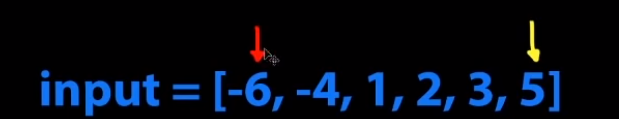 input = [-6, -4, 1, 2, 3, 5]